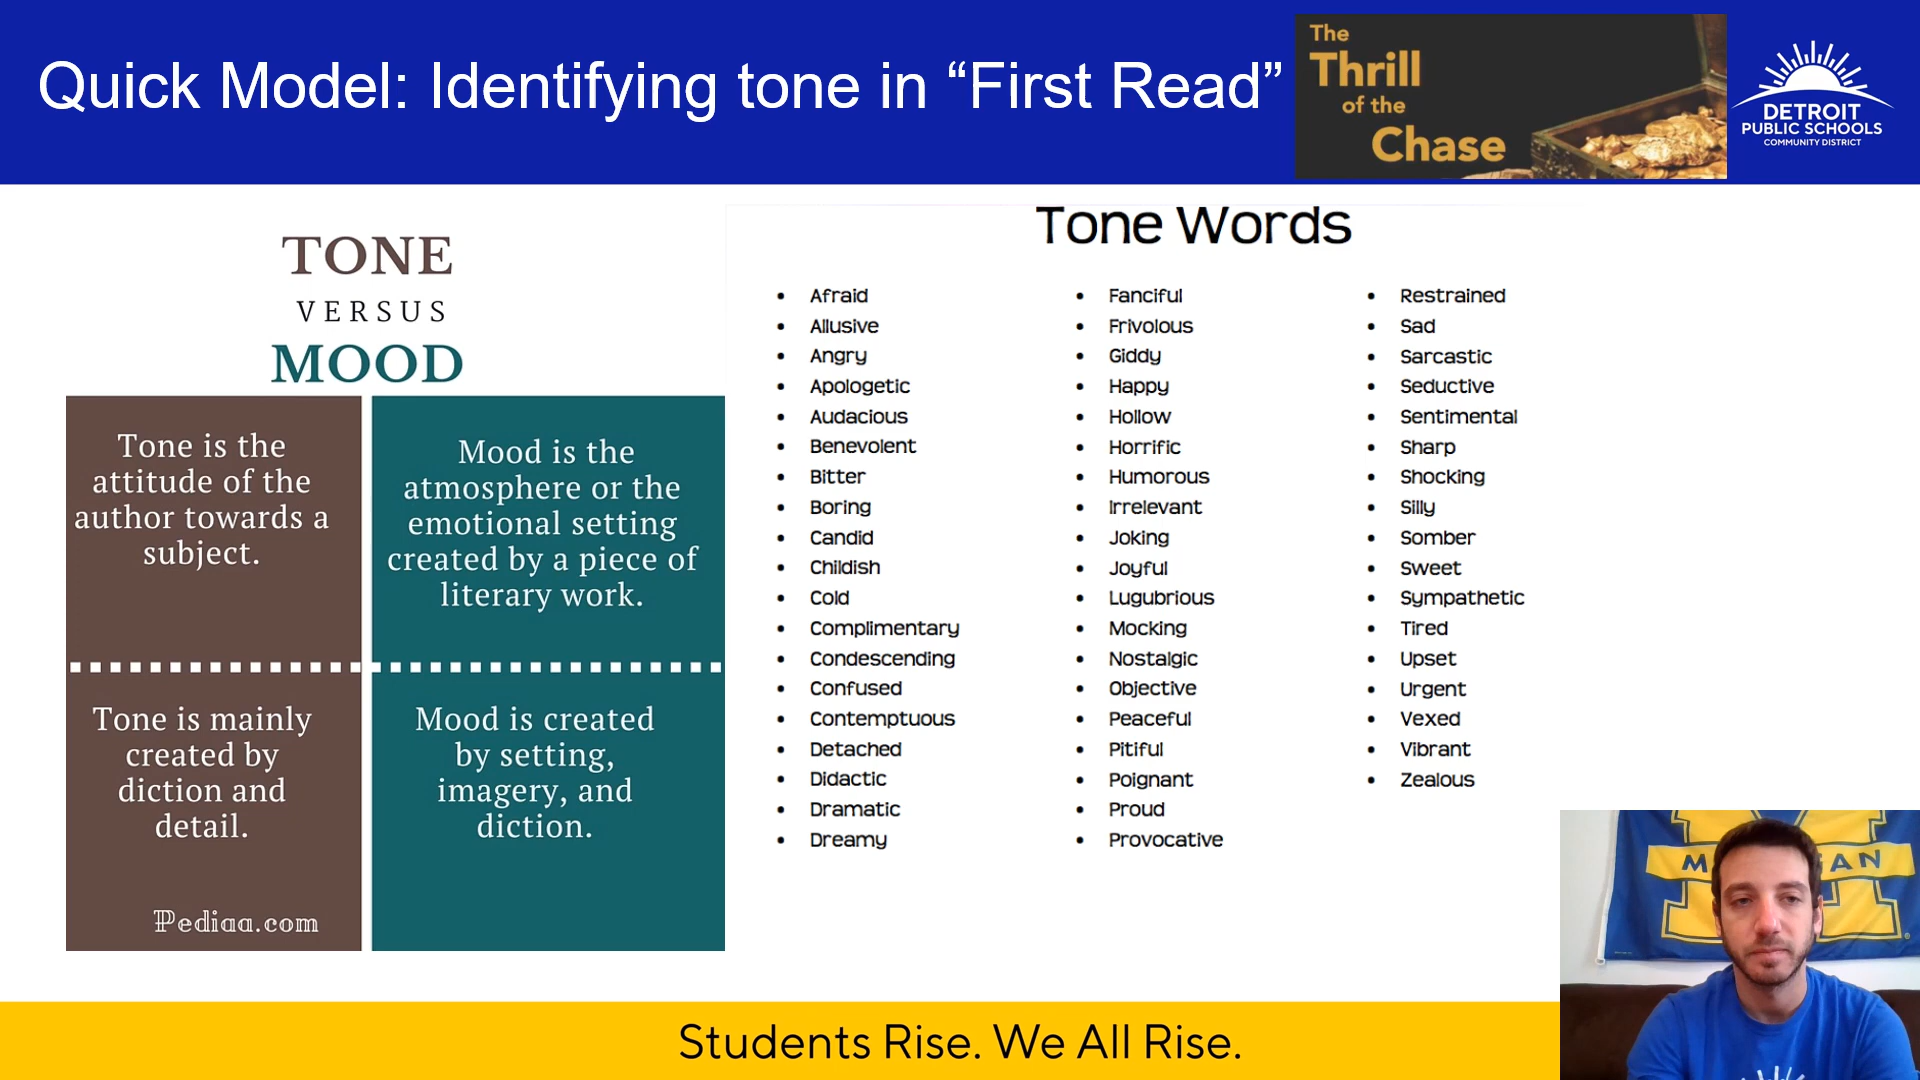 Quick Model: Identifying tone in “First Read”
The
Thrill
of the
Chase
DETROIT
PUBLIC SCHOOLS
COMMUNITY DISTRICT
TONE
VERSUS
MOOD
Tone is the
attitude of the
author towards a
subject.
Mood is the
atmosphere or the
emotional setting
created by a piece of
literary work.
Tone is mainly
created by
diction and
detail.
Mood is created
by setting,
imagery, and
diction.
Pediaa.com
Tone Words
• Afraid
• Allusive
• Angry
• Apologetic
• Audacious
• Benevolent
• Bitter
• Boring
• Candid
• Childish
• Cold
• Complimentary
• Condescending
• Confused
• Contemptuous
• Detached
• Didactic
• Dramatic
• Dreamy
• Fanciful
• Frivolous
• Giddy
• Happy
• Hollow
• Horrific
• Humorous
• Irrelevant
• Joking
• Joyful
• Lugubrious
• Mocking
• Nostalgic
• Objective
• Peaceful
• Pitiful
• Poignant
• Proud
• Provocative
• Restrained
• Sad
• Sarcastic
• Seductive
• Sentimental
• Sharp
• Shocking
• Silly
• Somber
• Sweet
• Sympathetic
• Tired
• Upset
• Urgent
• Vexed
• Vibrant
• Zealous
M AN
Students Rise. We All Rise.